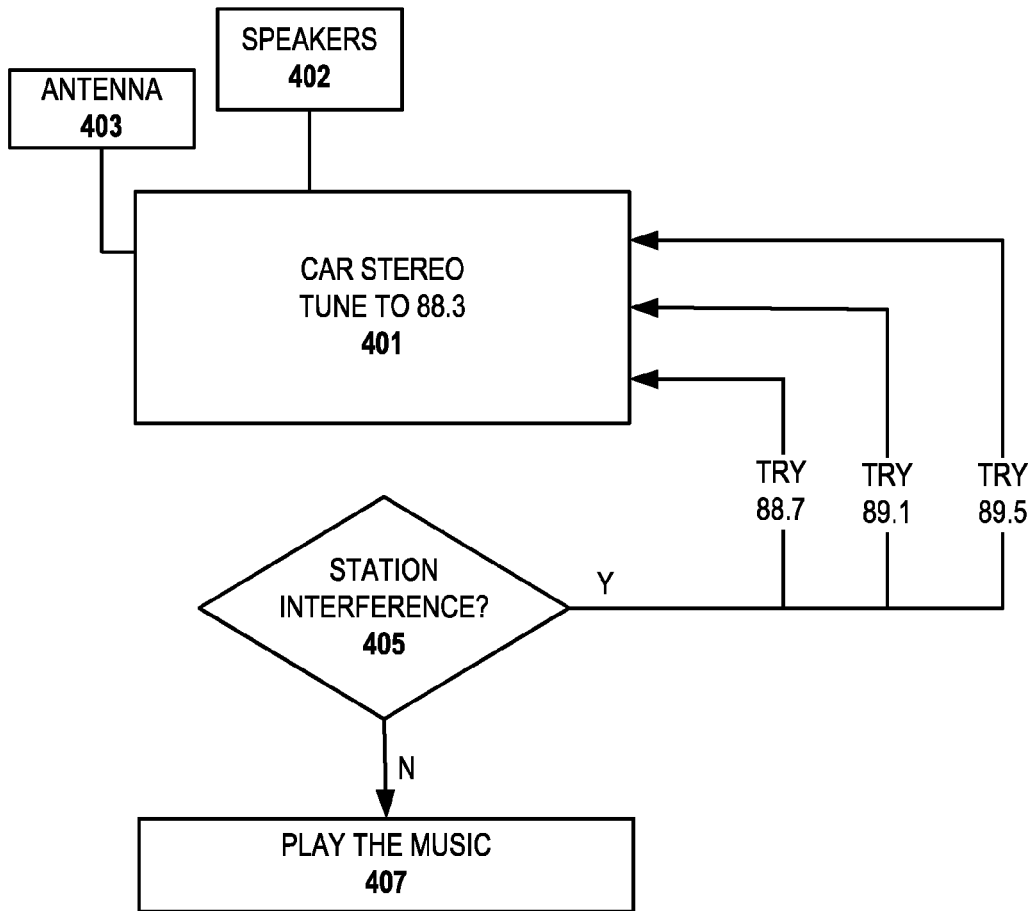 SPEAKERS
402
ANTENNA
403
CAR STEREO
TUNE TO 88.3
401
TRY
88.7
TRY
89.1
TRY
89.5
STATION
INTERFERENCE?
405
Y
N
PLAY THE MUSIC
407